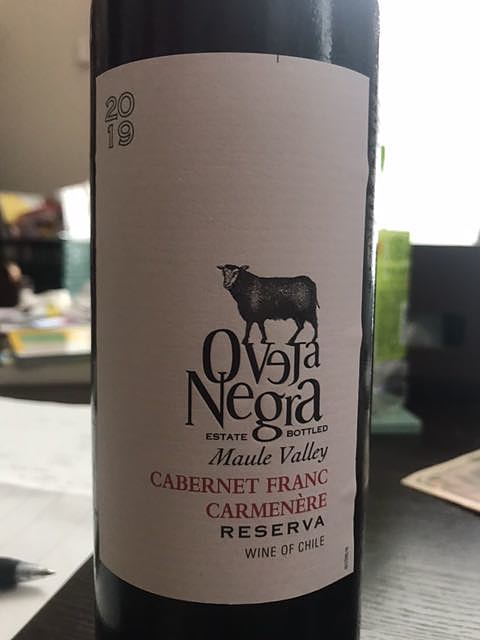 20
19
Oveja
Negra
ESTATE BOTTLED
Maule Valley
CABERNET FRANC
CARMENÈRE
RESERVA
WINE OF CHILE